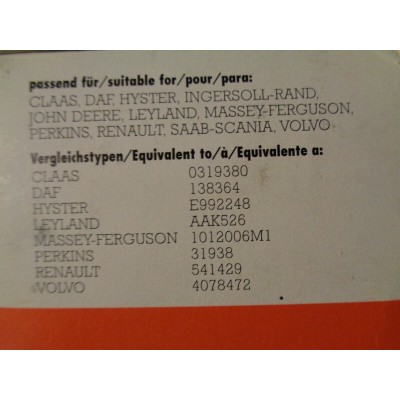 passend für/suitable for/pour/para:
CLAAS, DAF, HYSTER, INGERSOLL-RAND,
JOHN DEERE, LEYLAND, MASSEY-FERGUSON,
PERKINS, RENAULT, SAAB-SCANIA, VOLVO
Vergleichstypen/Equivalent to/à/Equivalente a:
CLAAS 0319380
DAF 138364
HYSTER E992248
LEYLAND AAK526
MASSEY-FERGUSON 1012006M1
PERKINS 31938
RENAULT 541429
VOLVO 4078472